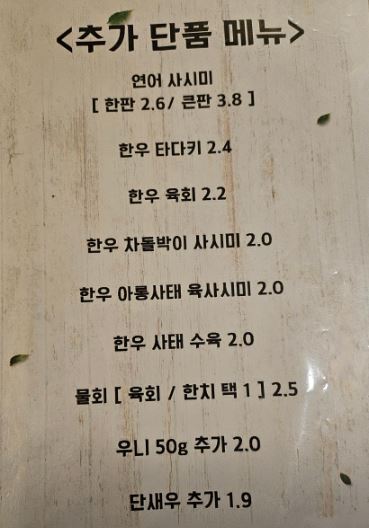 <추가 단품 메뉴>
연어 사시미
[ 한판 2.6 / 큰판 3.8 ]
한우 타다키 2.4
한우 육회 2.2
한우 차돌박이 사시미 2.0
한우 아롱사태 육사시미 2.0
한우 사태 수육 2.0
물회 [ 육회 / 한치 택 1 ] 2.5
우니 50g 추가 2.0
단새우 추가 1.9